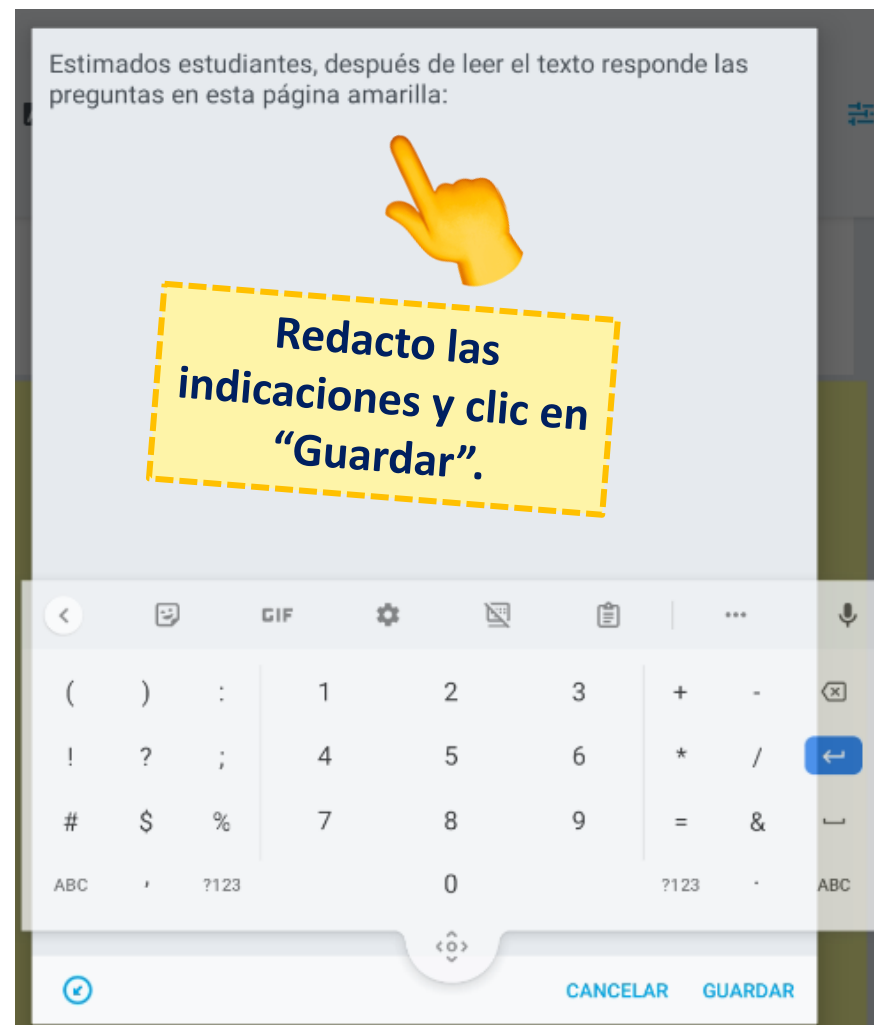 Estimados estudiantes, después de leer el texto responde las
preguntas en esta página amarilla:
Redacto las
indicaciones y clic en
“Guardar”.
GIF
( ) : 1 2 3 + -
! ? ; 4 5 6 * /
# $ % 7 8 9 = &
ABC , ?123 0 ?123 . ABC
CANCELAR GUARDAR